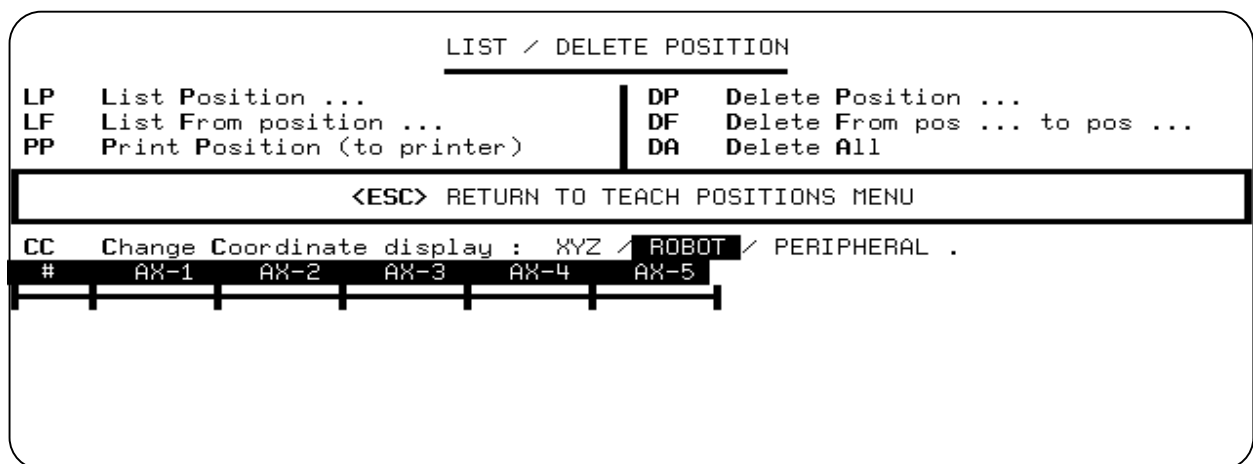 LIST / DELETE POSITION
LP List Position ...
LF List From position ...
PP Print Position (to printer)
DP Delete Position ...
DF Delete From pos ... to pos ...
DA Delete All
<ESC> RETURN TO TEACH POSITIONS MENU
CC Change Coordinate display : XYZ / ROBOT / PERIPHERAL .
# AX-1 AX-2 AX-3 AX-4 AX-5